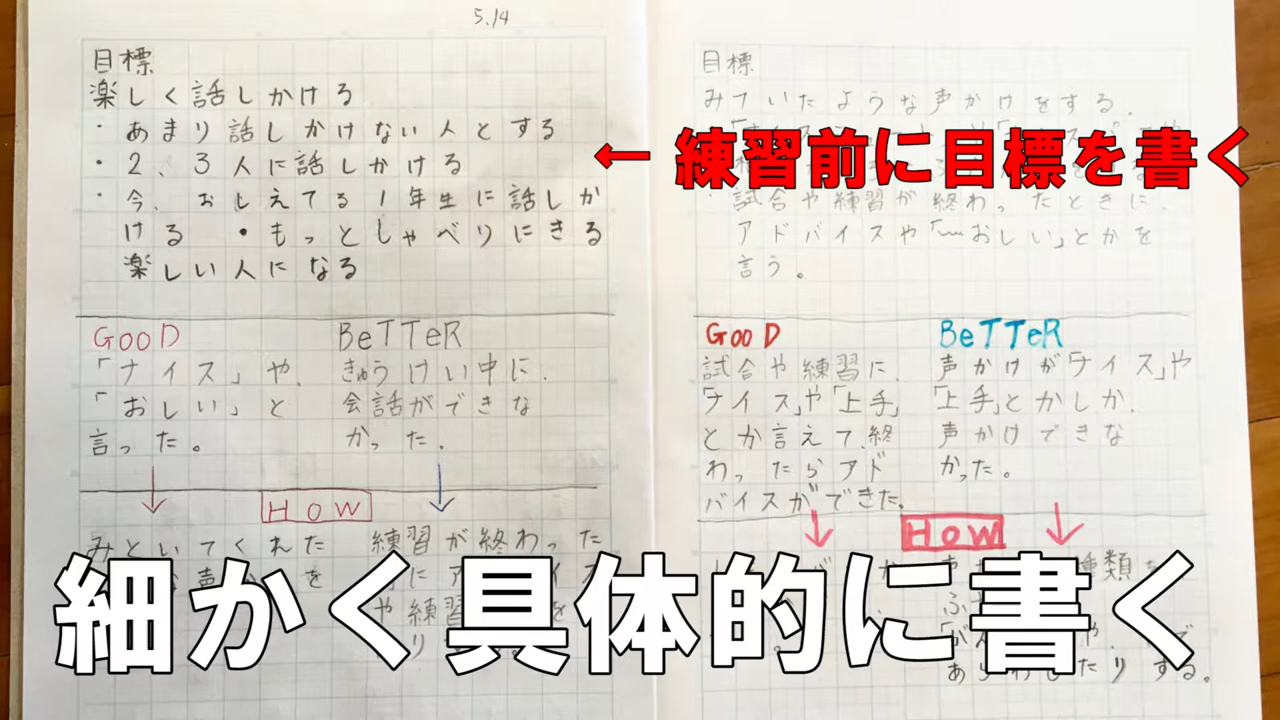 5.14
目標
楽しく話しかける
・あまり話しかけない人とする
・2、3人に話しかける
・今、おしえてる1年生に話しか
ける ・もっとしゃべりにきる
楽しい人になる
GOOD
「ナイス」や、
「おしい」と
言った。
BeTTeR
きゅうけい中に、
会話ができな
かった。
HOW
みといてくれた
練習が終わった
目標
みていたような声かけをする。
← 練習前に目標を書く
・試合や練習が終わったときに、
アドバイスや「〜おしい」とかを
言う。
GooD
試合や練習に、
「ナイス」や「上手」
とか言えて、終
わったらアド
バイスができた。
BeTTeR
声かけが「ナイス」や
「上手」とかしか、
声かけできな
かった。
HOW
細かく具体的に書く